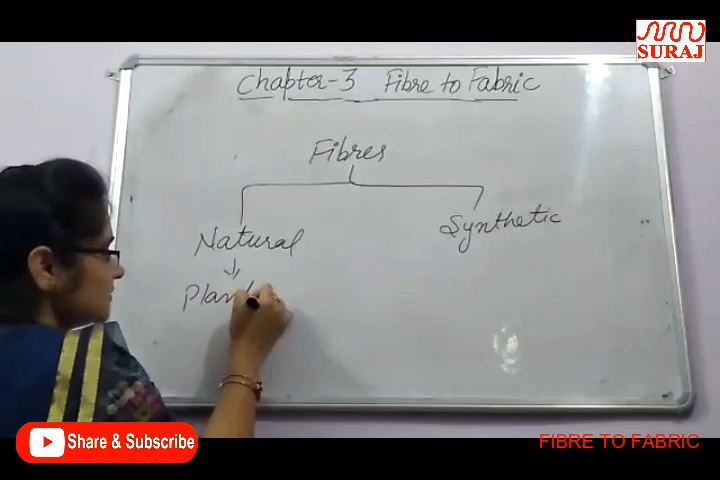 SURAJ
Chapter-3 Fibre to Fabric
Fibres
Natural
Synthetic
Share & Subscribe
FIBRE TO FABRIC